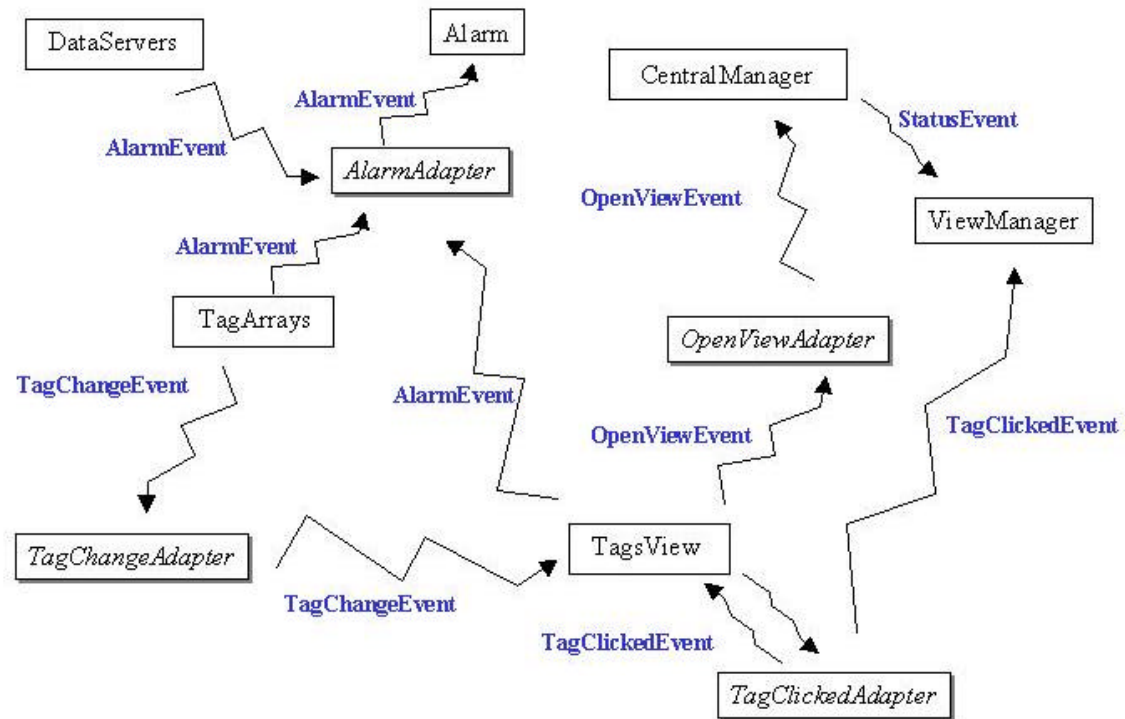 DataServers
Alarm
CentralManager
AlarmEvent
StatusEvent
AlarmEvent
AlarmAdapter
OpenViewEvent
ViewManager
AlarmEvent
TagArrays
OpenViewAdapter
TagChangeEvent
AlarmEvent
TagClickedEvent
OpenViewEvent
TagChangeAdapter
TagsView
TagChangeEvent
TagClickedEvent
TagClickedAdapter